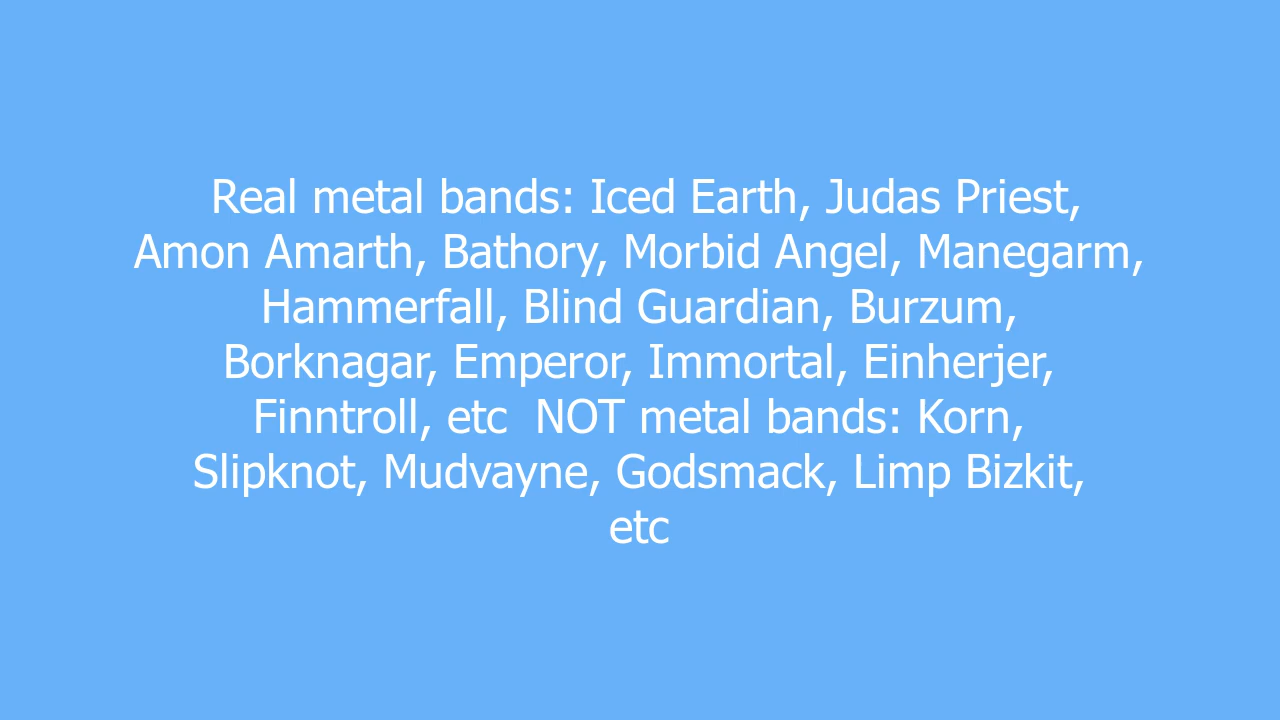 Real metal bands: Iced Earth, Judas Priest,
Amon Amarth, Bathory, Morbid Angel, Manegarm,
Hammerfall, Blind Guardian, Burzum,
Borknagar, Emperor, Immortal, Einherjer,
Finntroll, etc  NOT metal bands: Korn,
Slipknot, Mudvayne, Godsmack, Limp Bizkit,
etc